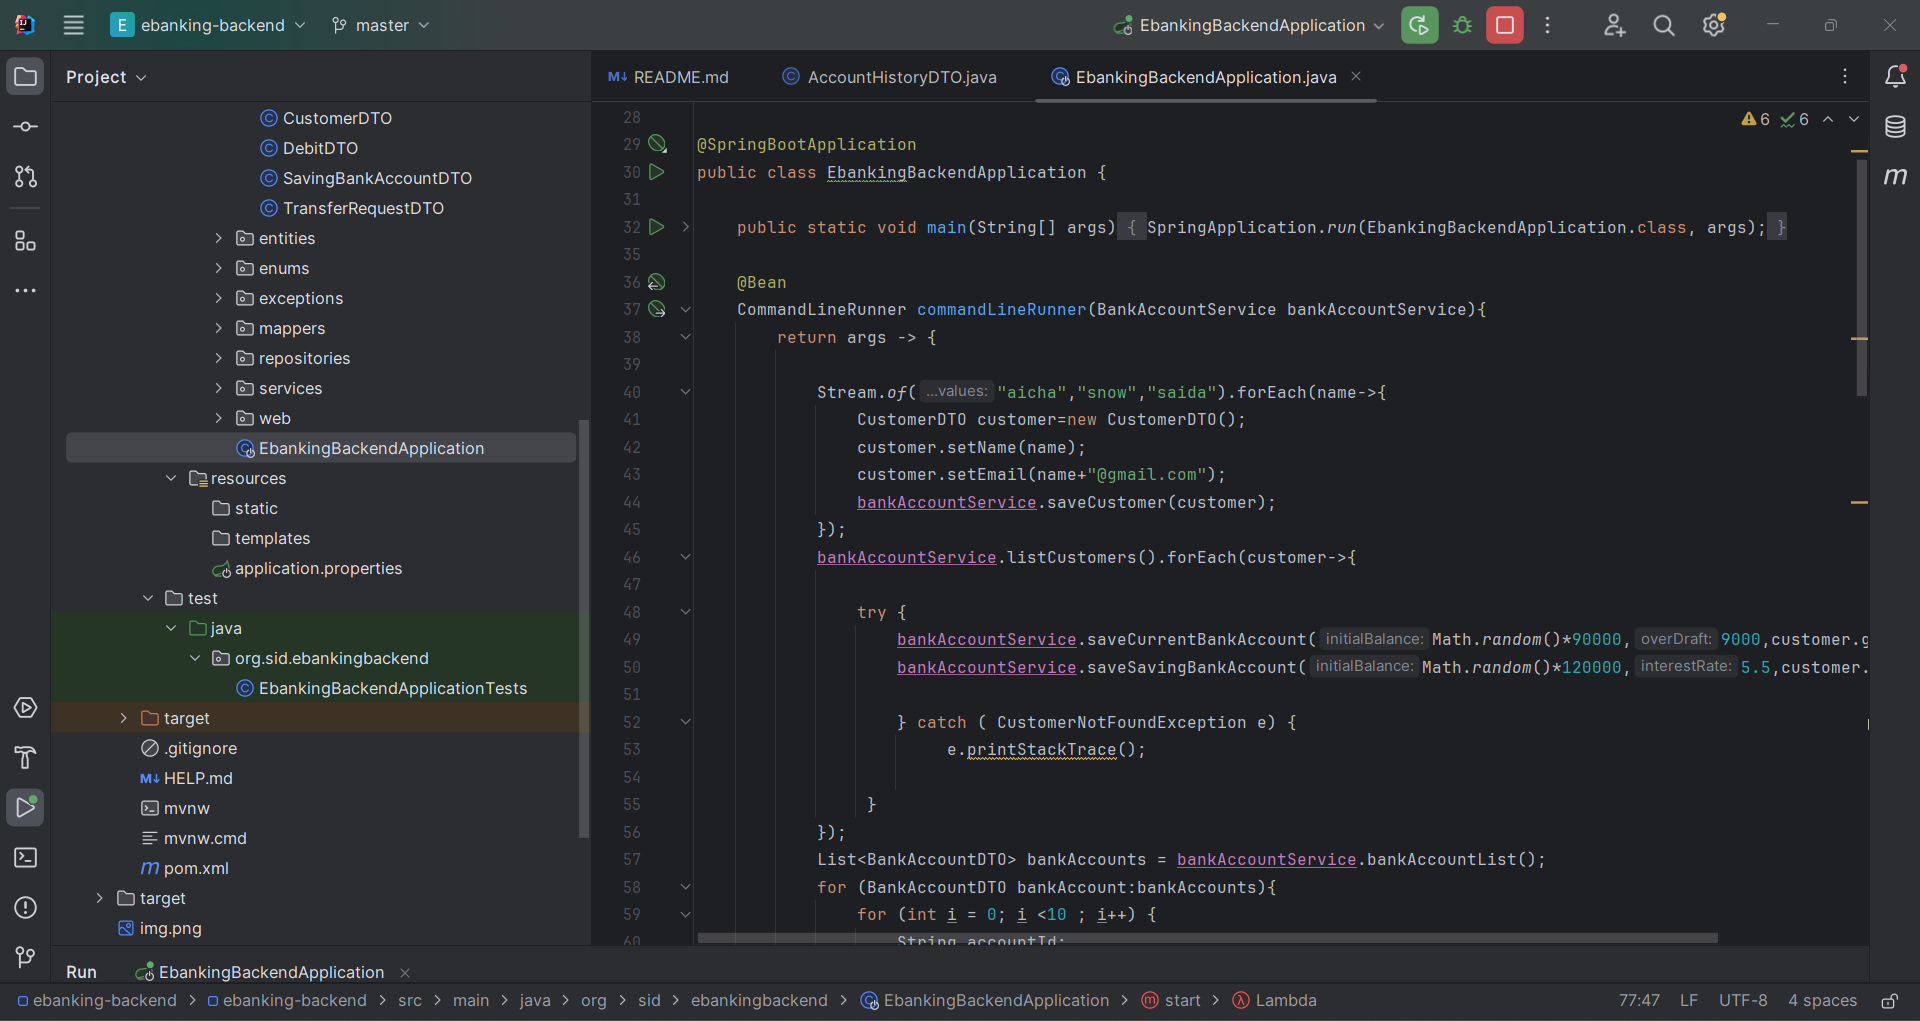 E ebanking-backend master EbankingBackendApplication
Project
README.md AccountHistoryDTO.java EbankingBackendApplication.java
CustomerDTO
DebitDTO
SavingBankAccountDTO
TransferRequestDTO
entities
enums
exceptions
mappers
repositories
services
web
EbankingBackendApplication
resources
static
templates
application.properties
test
java
org.sid.ebankingbackend
EbankingBackendApplicationTests
target
.gitignore
HELP.md
mvnw
mvnw.cmd
pom.xml
target
img.png
6 6
28
29 @SpringBootApplication
30 public class EbankingBackendApplication {
31
32 public static void main(String[] args) { SpringApplication.run(EbankingBackendApplication.class, args); }
35
36 @Bean
37 CommandLineRunner commandLineRunner(BankAccountService bankAccountService){
38 return args -> {
39
40 Stream.of( ...values: "aicha","snow","saida").forEach(name->{
41 CustomerDTO customer=new CustomerDTO();
42 customer.setName(name);
43 customer.setEmail(name+"@gmail.com");
44 bankAccountService.saveCustomer(customer);
45 });
46 bankAccountService.listCustomers().forEach(customer->{
47
48 try {
49 bankAccountService.saveCurrentBankAccount( initialBalance: Math.random()*90000, overDraft: 9000,customer.g
50 bankAccountService.saveSavingBankAccount( initialBalance: Math.random()*120000, interestRate: 5.5,customer.
51
52 } catch ( CustomerNotFoundException e) {
53 e.printStackTrace();
54
55 }
56 });
57 List<BankAccountDTO> bankAccounts = bankAccountService.bankAccountList();
58 for (BankAccountDTO bankAccount:bankAccounts){
59 for (int i = 0; i <10 ; i++) {
60 String accountId;
Run EbankingBackendApplication
ebanking-backend > ebanking-backend > src > main > java > org > sid > ebankingbackend > EbankingBackendApplication > start > Lambda
77:47 LF UTF-8 4 spaces